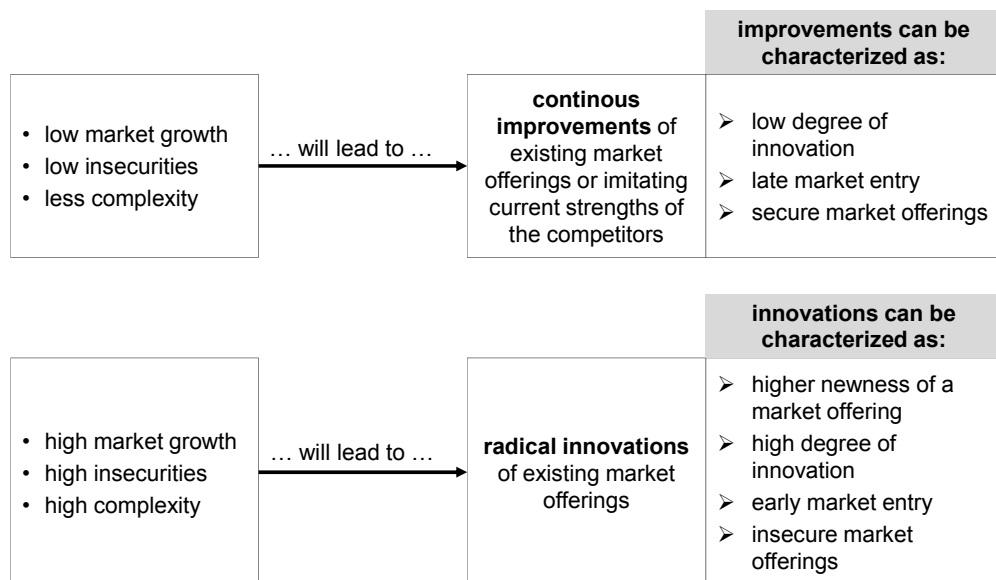 improvements can be
characterized as:
• low market growth
• low insecurities
• less complexity
… will lead to …
continous
improvements of
existing market
offerings or imitating
current strengths of
the competitors
➢ low degree of
innovation
➢ late market entry
➢ secure market offerings
innovations can be
characterized as:
• high market growth
• high insecurities
• high complexity
… will lead to …
radical innovations
of existing market
offerings
➢ higher newness of a
market offering
➢ high degree of
innovation
➢ early market entry
➢ insecure market
offerings